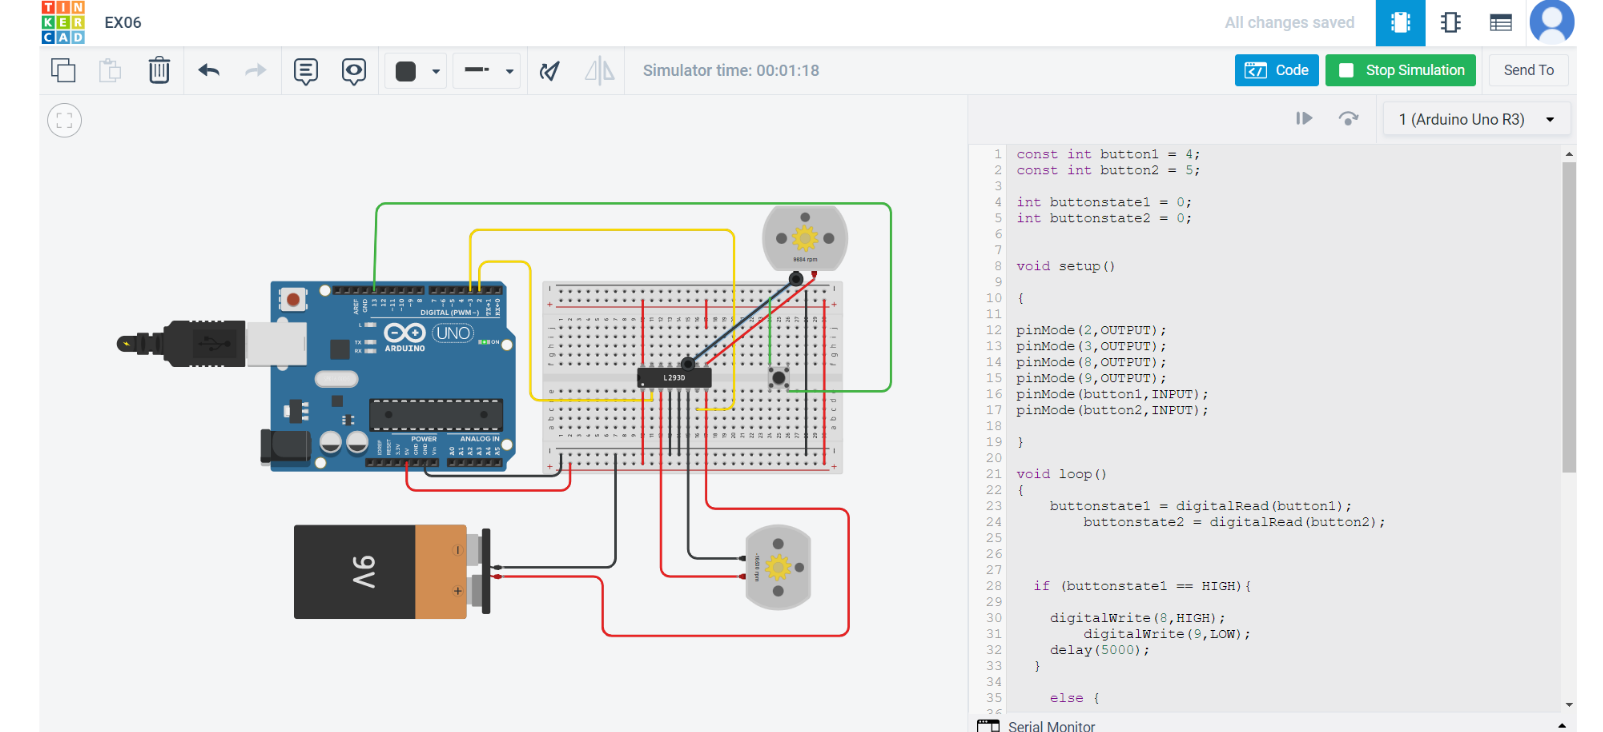 TIN
KER
CAD
EX06
All changes saved
Simulator time: 00:01:18
Code
Stop Simulation
Send To
1 (Arduino Uno R3)
DIGITAL (PWM~)
UNO
ARDUINO
TX
RX
ON
L293D
POWER
ANALOG IN
9V
1 const int button1 = 4;
2 const int button2 = 5;
3
4 int buttonstate1 = 0;
5 int buttonstate2 = 0;
6
7
8 void setup()
9
10 {
11
12 pinMode(2,OUTPUT);
13 pinMode(3,OUTPUT);
14 pinMode(8,OUTPUT);
15 pinMode(9,OUTPUT);
16 pinMode(button1,INPUT);
17 pinMode(button2,INPUT);
18
19 }
20
21 void loop()
22 {
23 buttonstate1 = digitalRead(button1);
24 buttonstate2 = digitalRead(button2);
25
26
27
28 if (buttonstate1 == HIGH){
29
30 digitalWrite(8,HIGH);
31 digitalWrite(9,LOW);
32 delay(5000);
33 }
34
35 else {
Serial Monitor